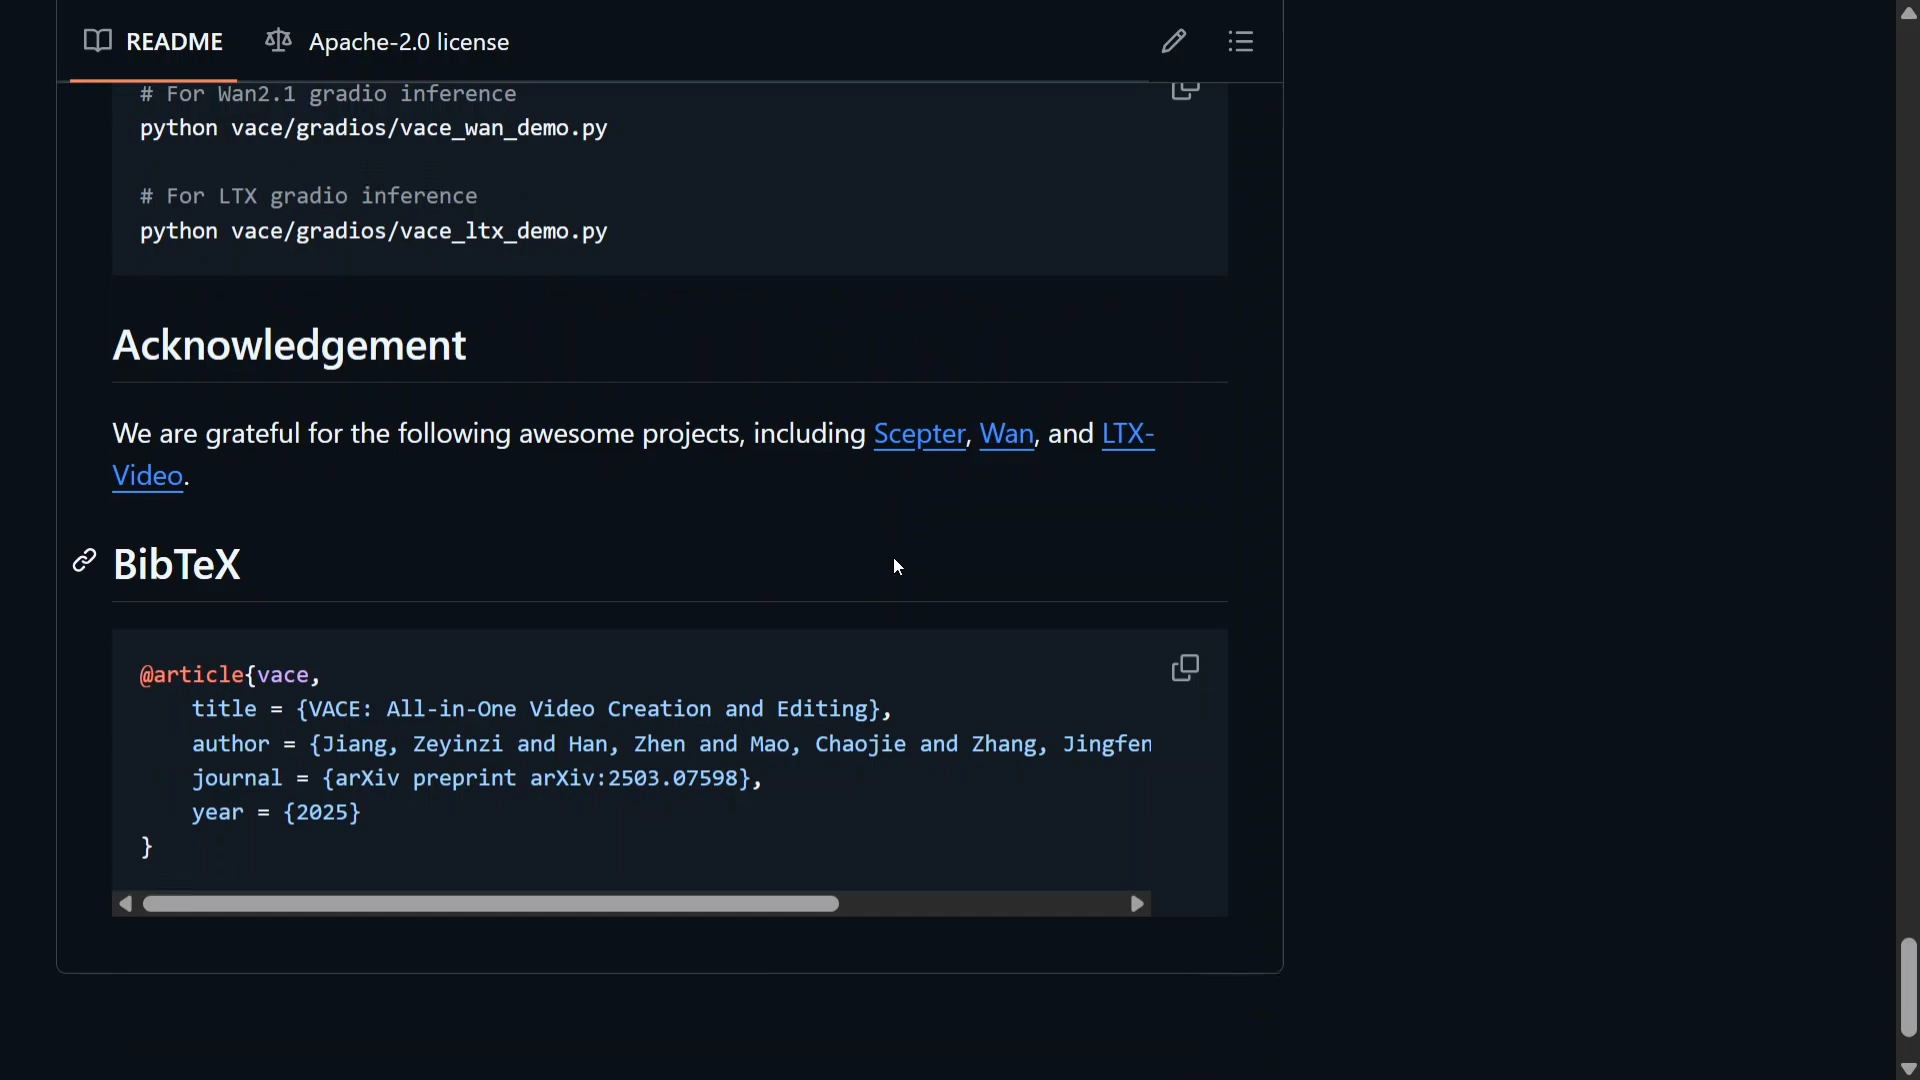 README Apache-2.0 license
# For Wan2.1 gradio inference
python vace/gradios/vace_wan_demo.py
# For LTX gradio inference
python vace/gradios/vace_ltx_demo.py
Acknowledgement
We are grateful for the following awesome projects, including Scepter, Wan, and LTX-
Video.
BibTeX
@article{vace,
    title = {VACE: All-in-One Video Creation and Editing},
    author = {Jiang, Zeyinzi and Han, Zhen and Mao, Chaojie and Zhang, Jingfen
    journal = {arXiv preprint arXiv:2503.07598},
    year = {2025}
}